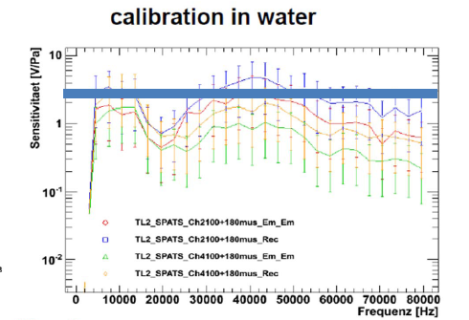 calibration in water
Sensitivitaet [V/Pa]
10
1
10-1
10-2
TL2_SPATS_Ch2100+180mus_Em_Em
TL2_SPATS_Ch2100+180mus_Rec
TL2_SPATS_Ch4100+180mus_Em_Em
TL2_SPATS_Ch4100+180mus_Rec
0 10000 20000 30000 40000 50000 60000 70000 80000
Frequenz [Hz]